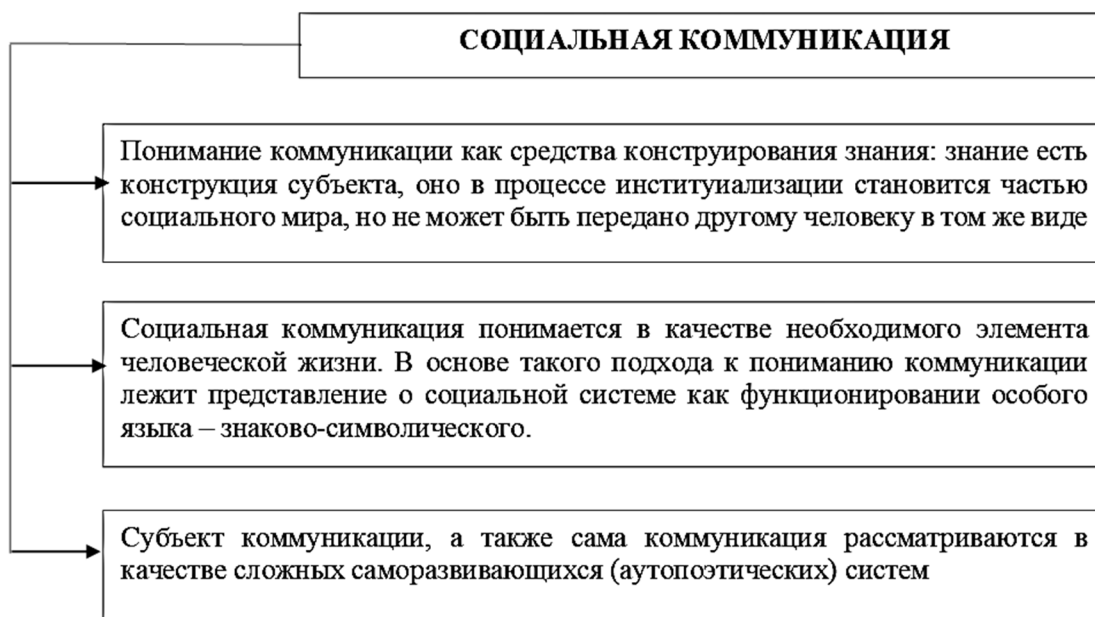 СОЦИАЛЬНАЯ КОММУНИКАЦИЯ
Понимание коммуникации как средства конструирования знания: знание есть
конструкция субъекта, оно в процессе институиализации становится частью
социального мира, но не может быть передано другому человеку в том же виде
Социальная коммуникация понимается в качестве необходимого элемента
человеческой жизни. В основе такого подхода к пониманию коммуникации
лежит представление о социальной системе как функционировании особого
языка – знаково-символического.
Субъект коммуникации, а также сама коммуникация рассматриваются в
качестве сложных саморазвивающихся (аутопоэтических) систем